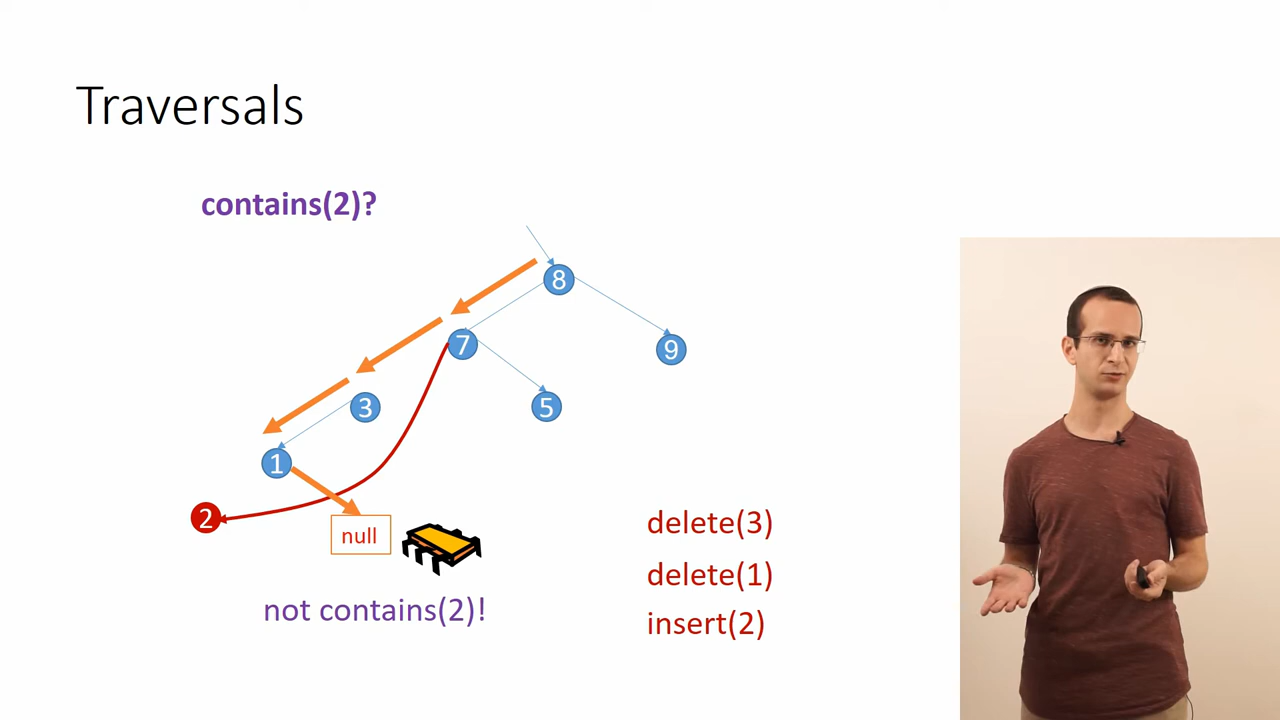 Traversals
contains(2)?
8
7
9
3
5
1
2
null
delete(3)
delete(1)
insert(2)
not contains(2)!